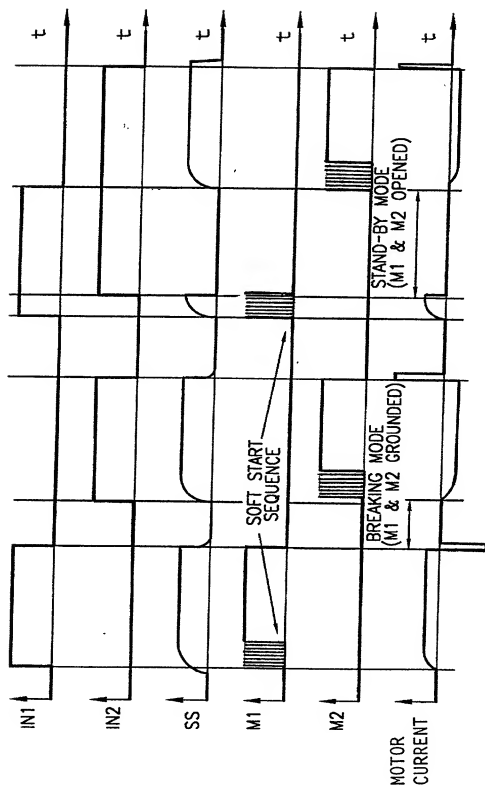 IN1
t
IN2
t
SS
t
M1
t
SOFT START
SEQUENCE
M2
t
BREAKING MODE
(M1 & M2 GROUNDED)
STAND-BY MODE
(M1 & M2 OPENED)
MOTOR
CURRENT
t